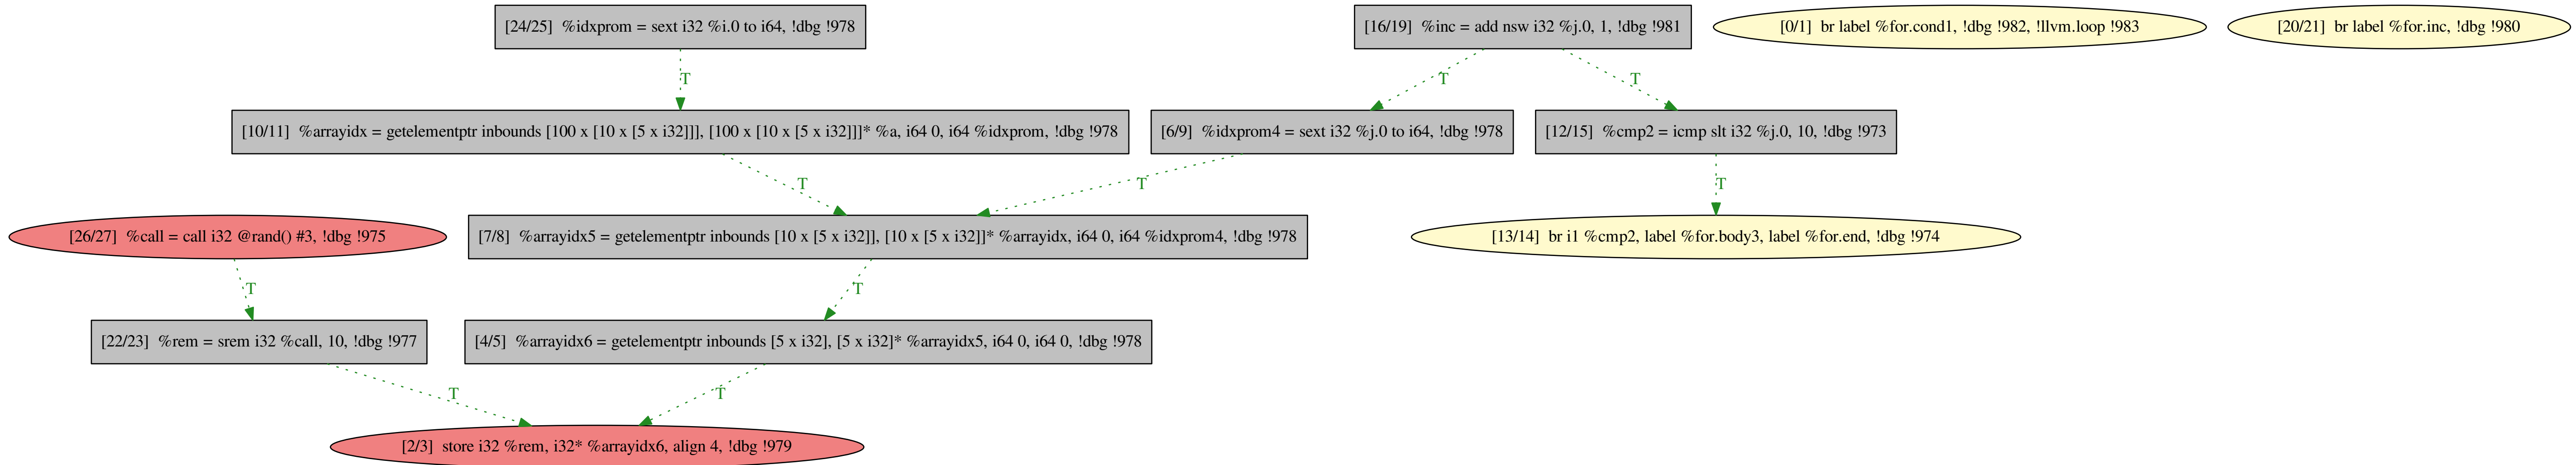 [24/25]  %idxprom = sext i32 %i.0 to i64, !dbg !978
[16/19]  %inc = add nsw i32 %j.0, 1, !dbg !981
[0/1]  br label %for.cond1, !dbg !982, !llvm.loop !983
[20/21]  br label %for.inc, !dbg !980
T
T
T
[10/11]  %arrayidx = getelementptr inbounds [100 x [10 x [5 x i32]]], [100 x [10 x [5 x i32]]]* %a, i64 0, i64 %idxprom, !dbg !978
[6/9]  %idxprom4 = sext i32 %j.0 to i64, !dbg !978
[12/15]  %cmp2 = icmp slt i32 %j.0, 10, !dbg !973
T
T
T
[26/27]  %call = call i32 @rand() #3, !dbg !975
[7/8]  %arrayidx5 = getelementptr inbounds [10 x [5 x i32]], [10 x [5 x i32]]* %arrayidx, i64 0, i64 %idxprom4, !dbg !978
[13/14]  br i1 %cmp2, label %for.body3, label %for.end, !dbg !974
T
T
[22/23]  %rem = srem i32 %call, 10, !dbg !977
[4/5]  %arrayidx6 = getelementptr inbounds [5 x i32], [5 x i32]* %arrayidx5, i64 0, i64 0, !dbg !978
T
T
[2/3]  store i32 %rem, i32* %arrayidx6, align 4, !dbg !979